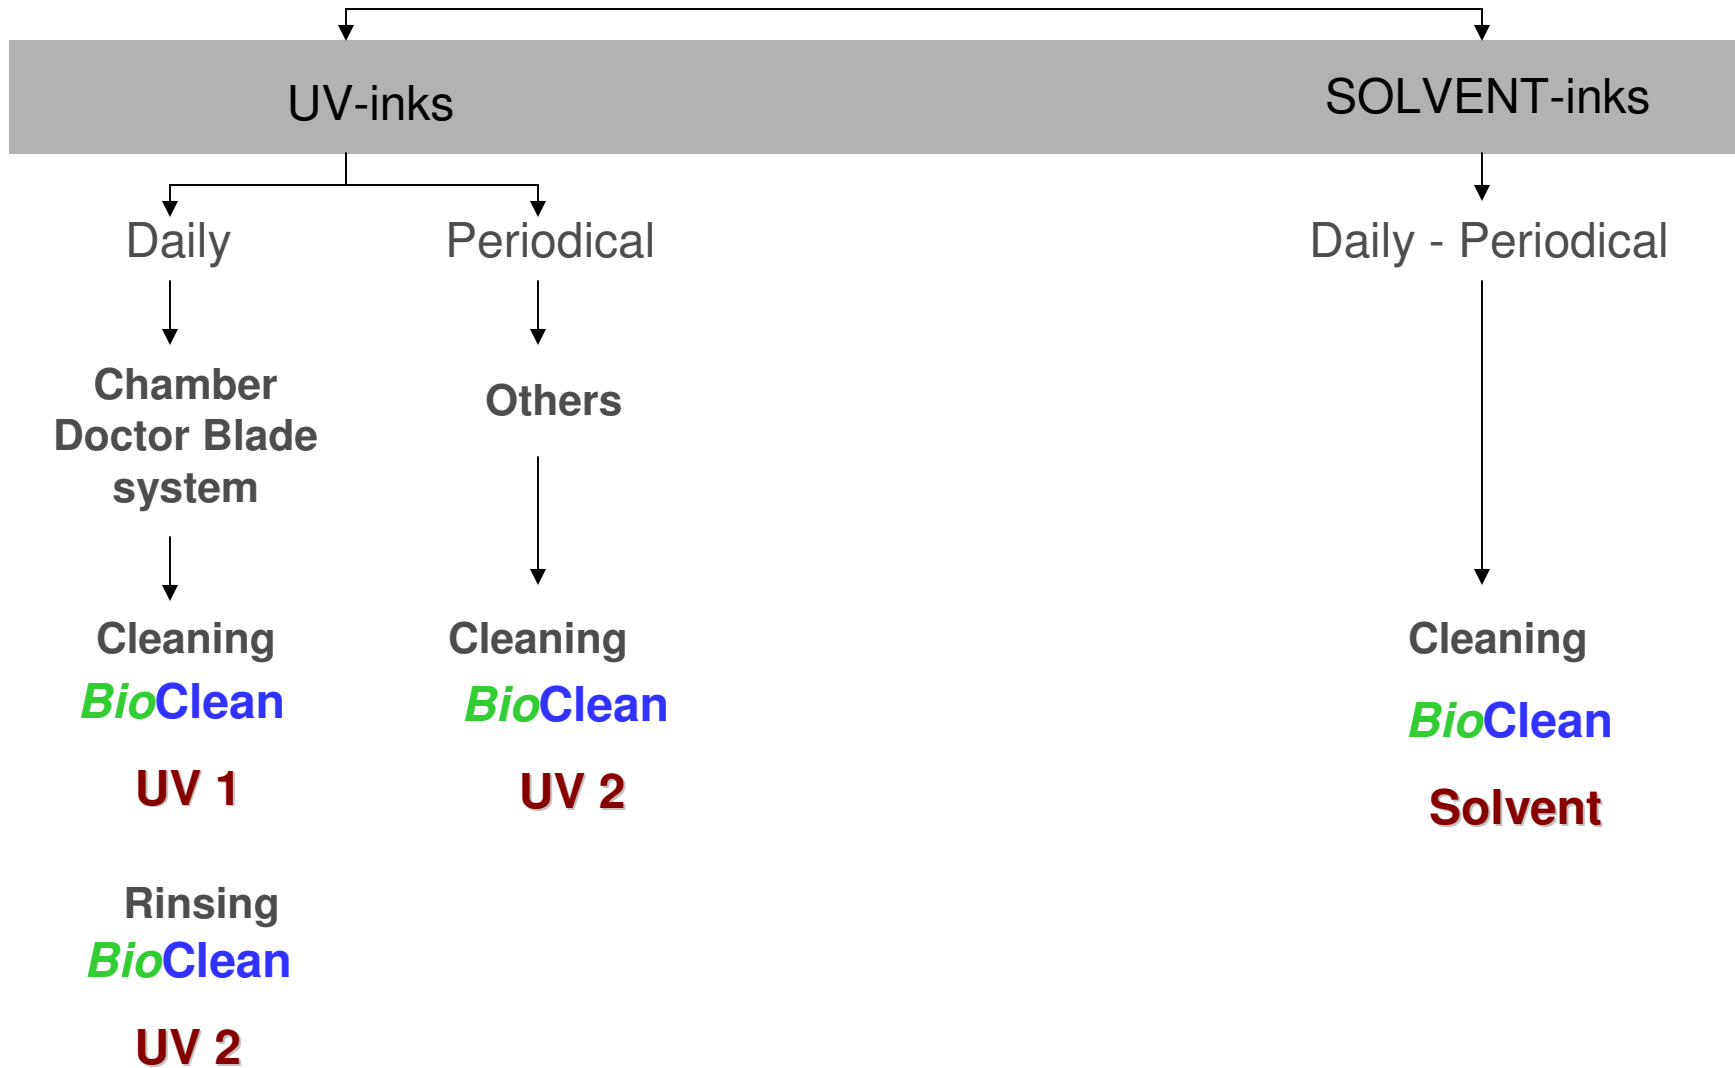 UV-inks
SOLVENT-inks
Daily
Periodical
Daily - Periodical
Chamber
Doctor Blade
system
Others
Cleaning
BioClean
UV 1
Rinsing
BioClean
UV 2
Cleaning
BioClean
UV 2
Cleaning
BioClean
Solvent